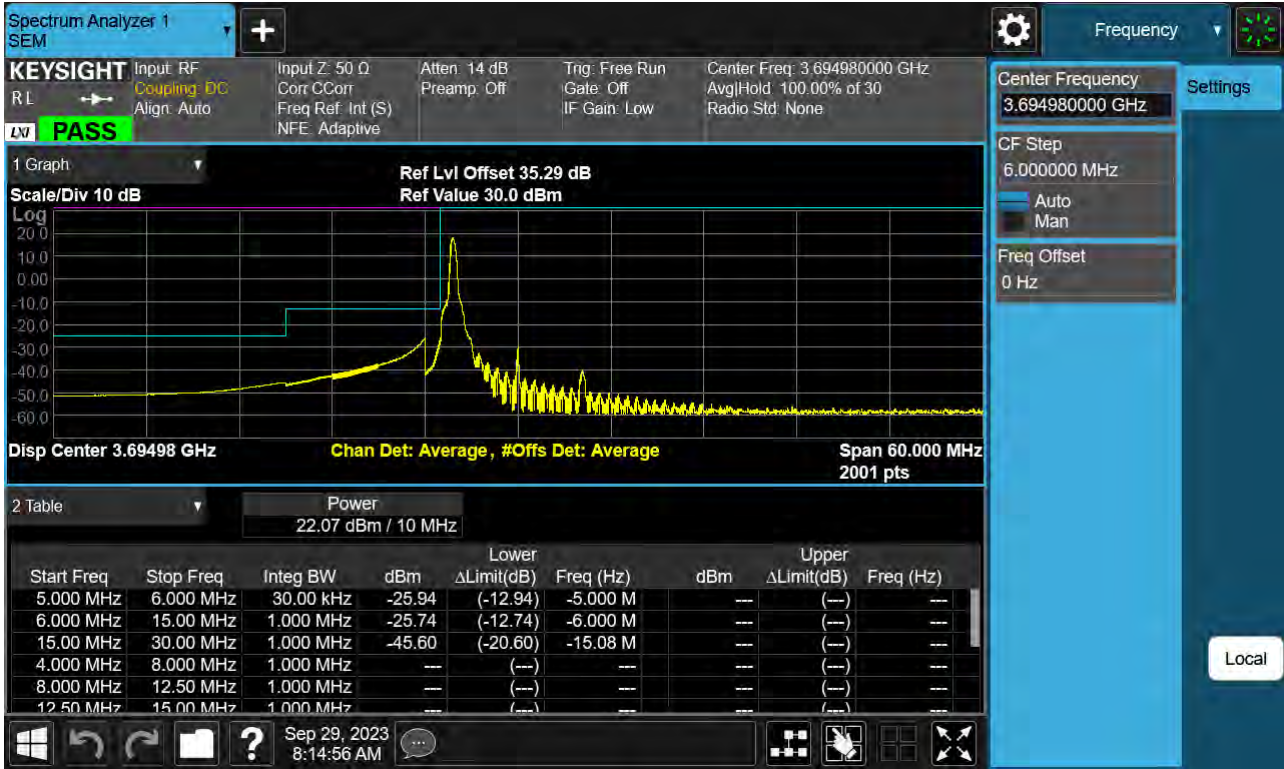 Spectrum Analyzer 1
SEM
Frequency
KEYSIGHT
R L
LXI
PASS
Input: RF
Coupling: DC
Align: Auto
Input Z: 50 Ω
Corr CCorr
Freq Ref: Int (S)
NFE: Adaptive
Atten: 14 dB
Preamp: Off
Trig: Free Run
Gate: Off
IF Gain: Low
Center Freq: 3.694980000 GHz
Avg|Hold: 100.00% of 30
Radio Std: None
Center Frequency
3.694980000 GHz
Settings
CF Step
6.000000 MHz
Auto
Man
Freq Offset
0 Hz
Local
1 Graph
Scale/Div 10 dB
Ref Lvl Offset 35.29 dB
Ref Value 30.0 dBm
Log
20.0
10.0
0.00
-10.0
-20.0
-30.0
-40.0
-50.0
-60.0
Disp Center 3.69498 GHz
Chan Det: Average, #Offs Det: Average
Span 60.000 MHz
2001 pts
2 Table
Power
22.07 dBm / 10 MHz
Lower Upper
Start Freq Stop Freq Integ BW dBm ΔLimit(dB) Freq (Hz) dBm ΔLimit(dB) Freq (Hz)
5.000 MHz 6.000 MHz 30.00 kHz -25.94 (-12.94) -5.000 M --- (---) ---
6.000 MHz 15.00 MHz 1.000 MHz -25.74 (-12.74) -6.000 M --- (---) ---
15.00 MHz 30.00 MHz 1.000 MHz -45.60 (-20.60) -15.08 M --- (---) ---
4.000 MHz 8.000 MHz 1.000 MHz --- (---) --- --- (---) ---
8.000 MHz 12.50 MHz 1.000 MHz --- (---) --- --- (---) ---
12.50 MHz 15.00 MHz 1.000 MHz --- (---) --- --- (---) ---
Sep 29, 2023
8:14:56 AM